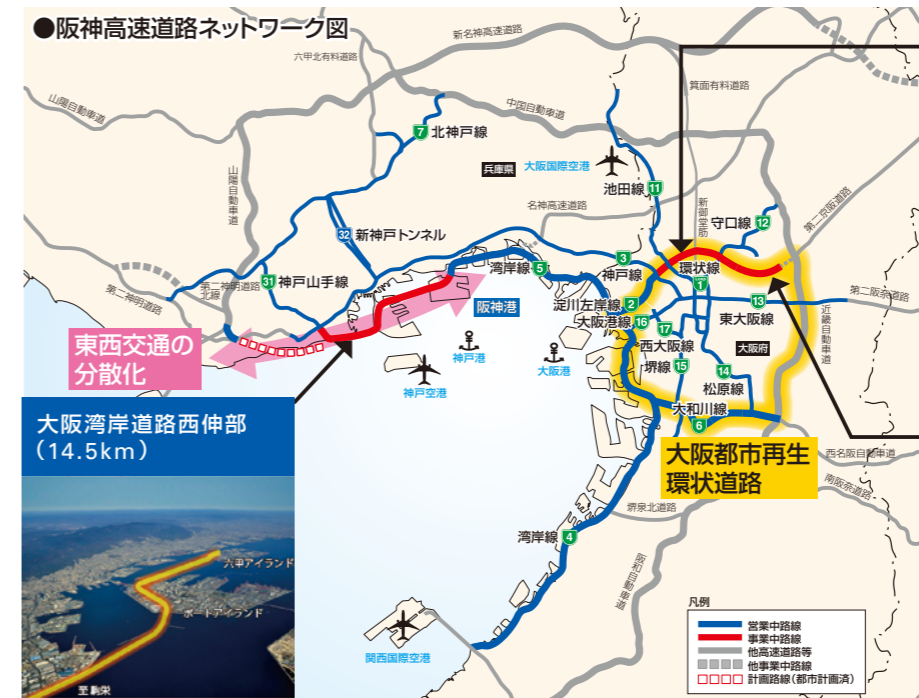 ●阪神高速道路ネットワーク図
新名神高速道路
六甲北有料道路
箕面有料道路
山陽自動車道
中国自動車道
7
北神戸線
兵庫県
大阪国際空港
山陽自動車道
池田線
11
新御堂筋
守口線
12
第二京阪道路
名神高速道路
32
新神戸トンネル
3
湾岸線
5
神戸線
環状線
1
31
神戸山手線
第二神明道路
北線
第二神明道路
阪神港
淀川左岸線
2
13
第二阪奈道路
大阪港線
16
東大阪線
近畿自動車道
17
西大阪線
大阪府
東西交通の
分散化
神戸港
大阪港
堺線
15
14
松原線
神戸空港
大和川線
6
大阪湾岸道路西伸部
(14.5km)
大阪都市再生
環状道路
西名阪自動車道
南阪奈道路
堺泉北道路
湾岸線
4
阪和自動車道
六甲アイランド
ポートアイランド
至 駒栄
関西国際空港
凡例
営業中路線
事業中路線
他高速道路等
他事業中路線
計画路線(都市計画済)